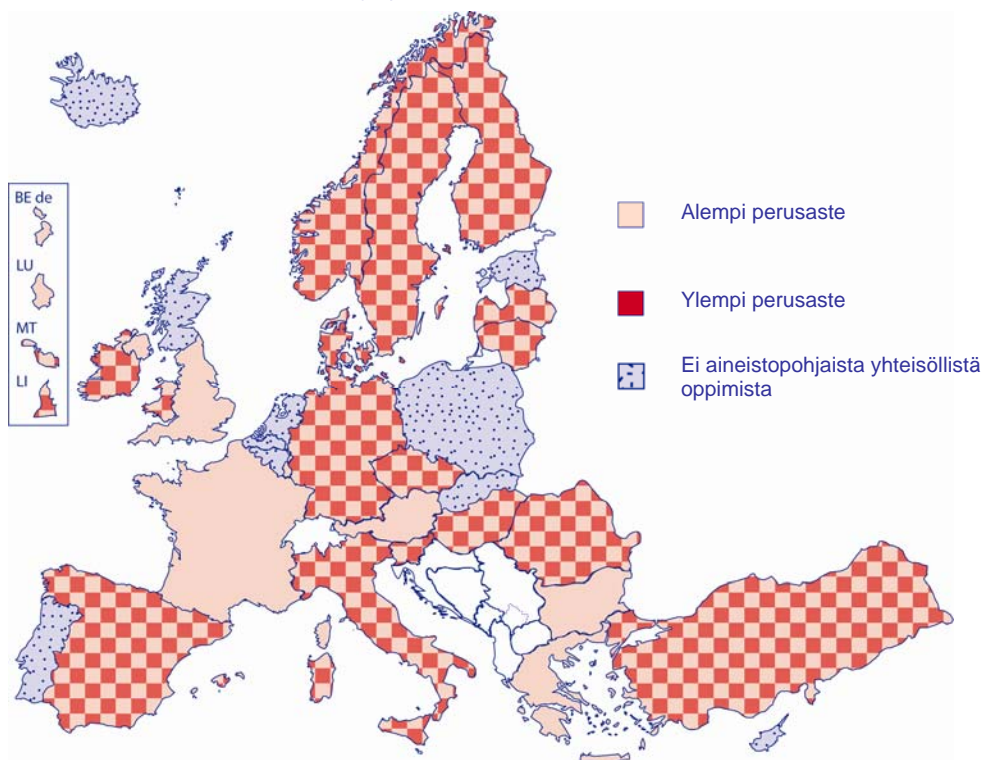 BE de
LU
MT
LI
Alempi perusaste
Ylempi perusaste
Ei aineistopohjaista yhteisöllistä
oppimista